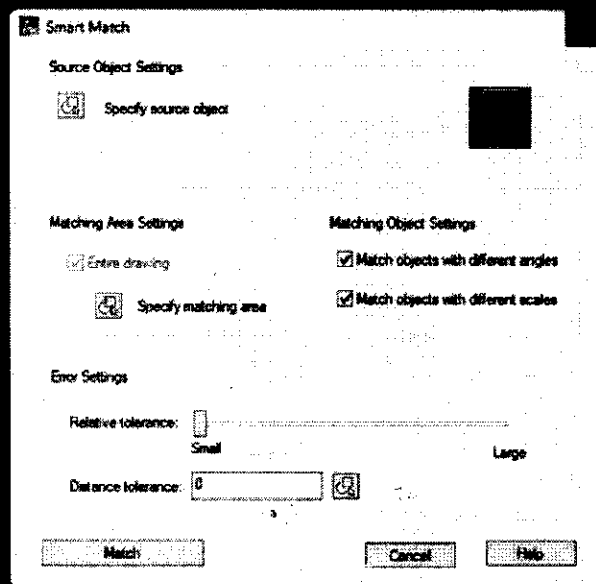 Smart Match
Source Object Settings
Specify source object
Matching Area Settings
Matching Object Settings
Entire drawing
Match objects with different angles
Specify matching area
Match objects with different scales
Error Settings
Relative tolerance:
Small
Large
Distance tolerance: 0
Match
Cancel
Help